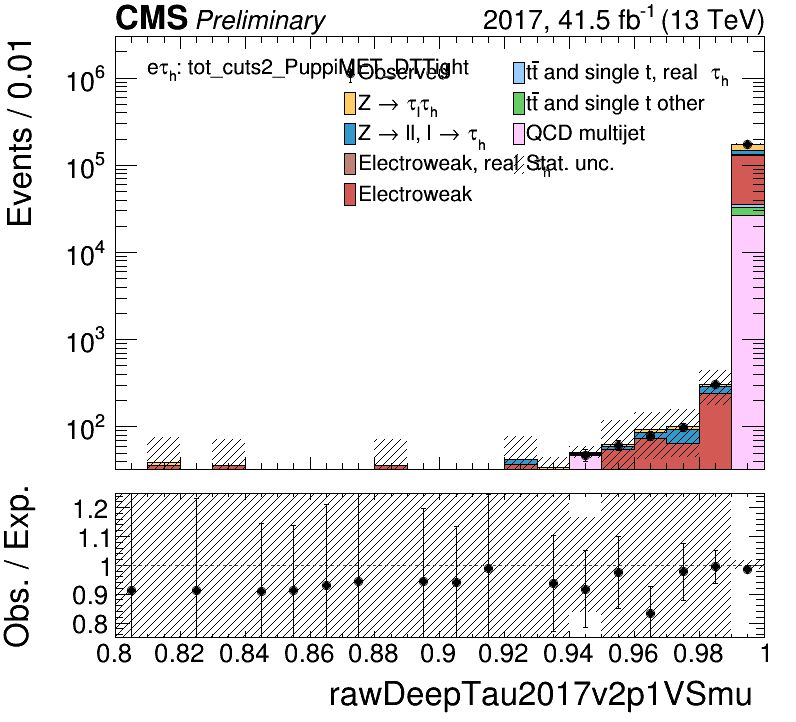 CMS Preliminary 2017, 41.5 fb⁻¹ (13 TeV)
eτₕ: tot_cuts2_PuppiMET_DTTight
Observed
Z → τₗτₕ
Z → ll, l → τₕ
Electroweak, real τₕ
Electroweak
tt̄ and single t, real τₕ
tt̄ and single t other
QCD multijet
Stat. unc.
Events / 0.01
10⁶
10⁵
10⁴
10³
10²
Obs. / Exp.
1.2
1.1
1
0.9
0.8
0.8 0.82 0.84 0.86 0.88 0.9 0.92 0.94 0.96 0.98 1
rawDeepTau2017v2p1VSmu